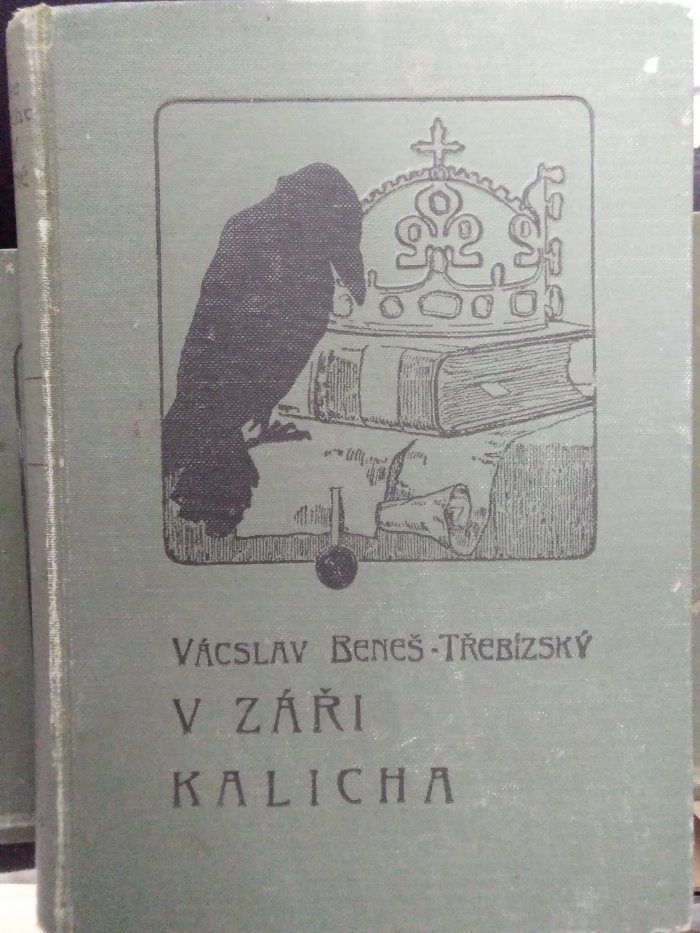 VÁCSLAV BENEŠ-TŘEBÍZSKÝ
V ZÁŘI
KALICHA